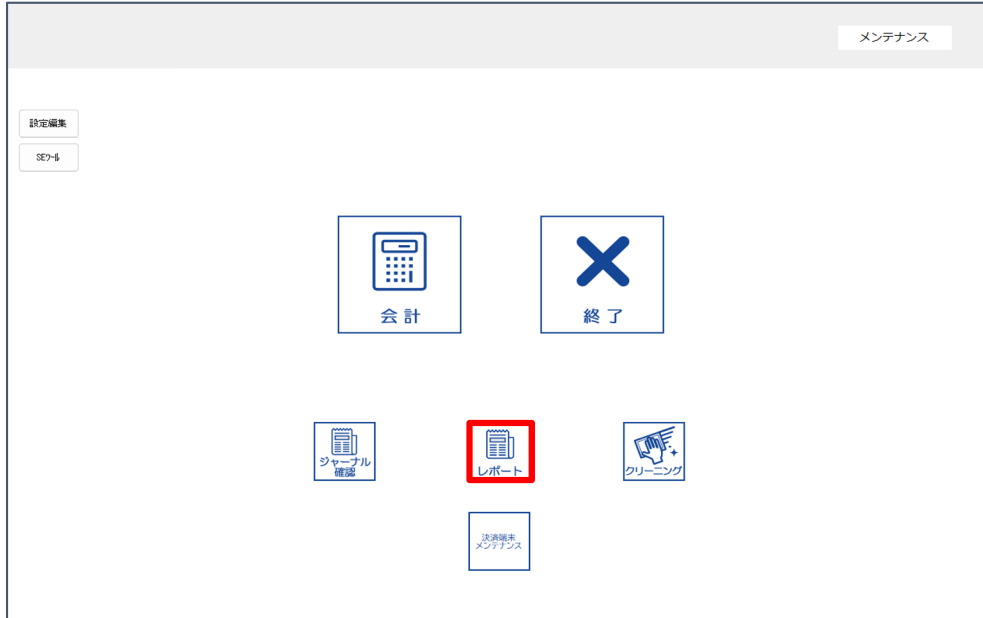 メンテナンス
設定編集
SEツール
会計
終了
ジャーナル
確認
レポート
クリーニング
決済端末
メンテナンス